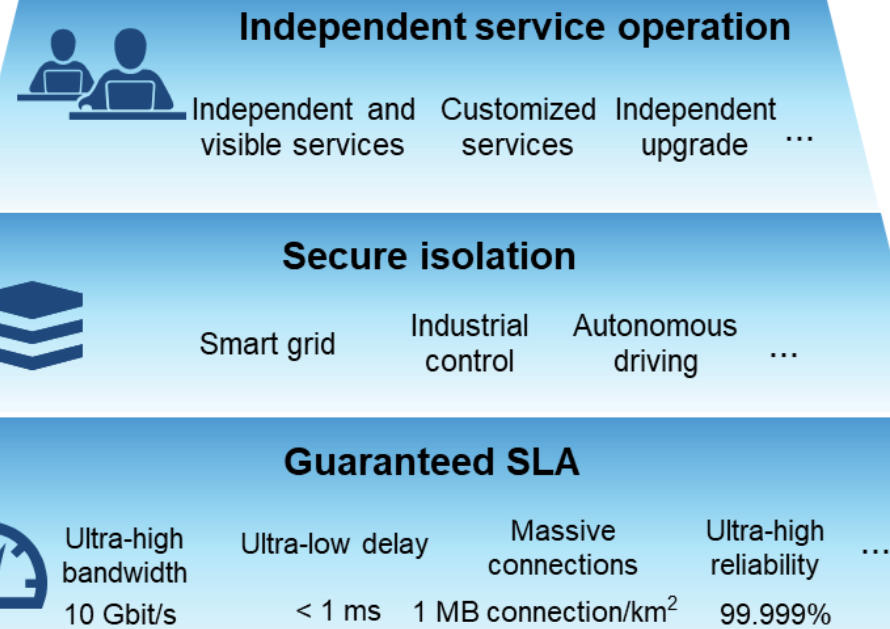 Independent service operation
Independent and
visible services
Customized
services
Independent
upgrade
...
Secure isolation
Smart grid
Industrial
control
Autonomous
driving
...
Guaranteed SLA
Ultra-high
bandwidth
10 Gbit/s
Ultra-low delay
< 1 ms
Massive
connections
1 MB connection/km²
Ultra-high
reliability
99.999%
...